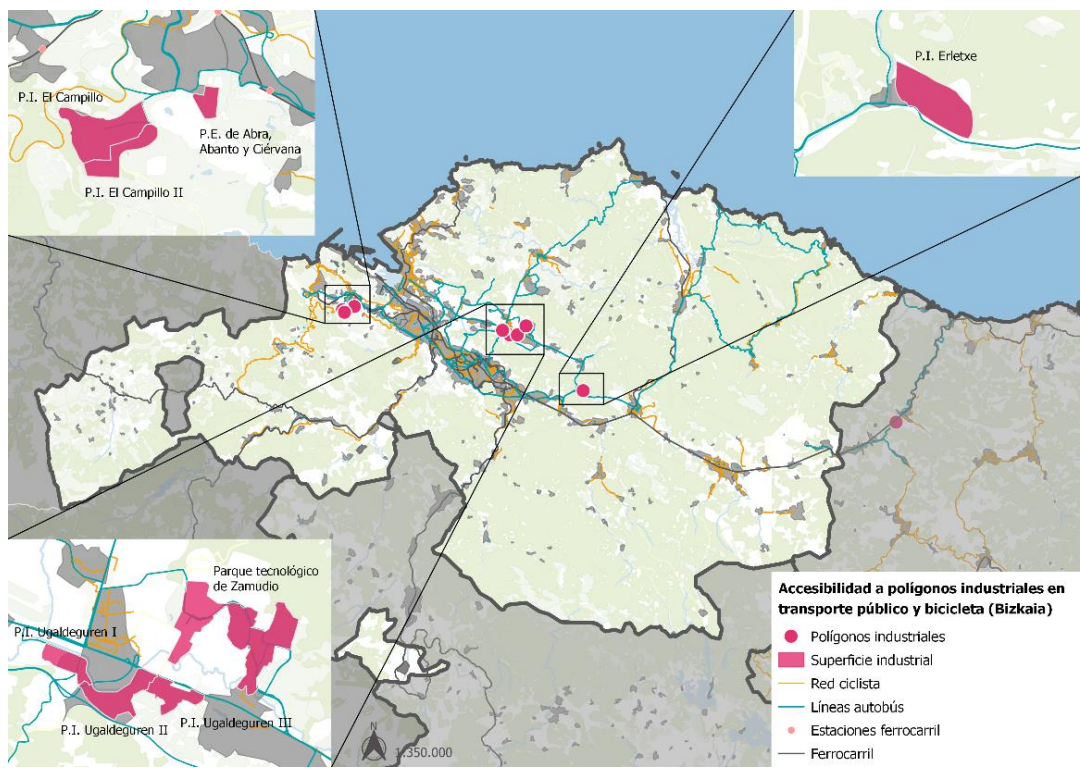 P.I. El Campillo
P.E. de Abra,
Abanto y Ciérvana
P.I. El Campillo II
P.I. Erletxe
Parque tecnológico
de Zamudio
P.I. Ugaldeguren I
P.I. Ugaldeguren II
P.I. Ugaldeguren III
N
1:350.000
Accesibilidad a polígonos industriales en
transporte público y bicicleta (Bizkaia)
Polígonos industriales
Superficie industrial
Red ciclista
Líneas autobús
Estaciones ferrocarril
Ferrocarril